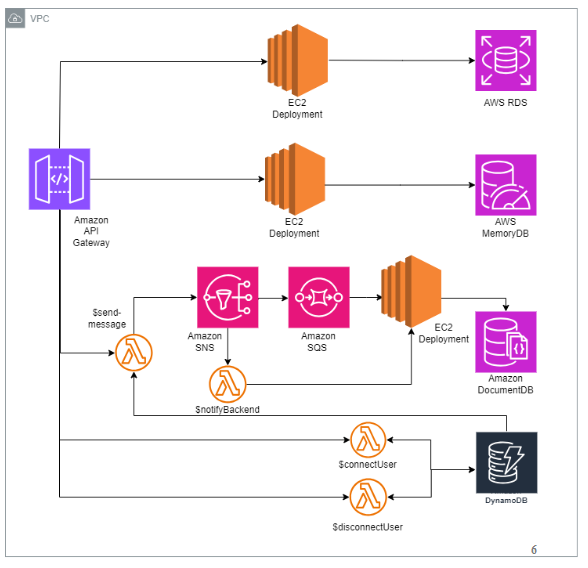 VPC
EC2
Deployment
AWS RDS
Amazon
API
Gateway
EC2
Deployment
AWS
MemoryDB
$send-
message
Amazon
SNS
Amazon
SQS
EC2
Deployment
Amazon
DocumentDB
$notifyBackend
$connectUser
$disconnectUser
DynamoDB
6